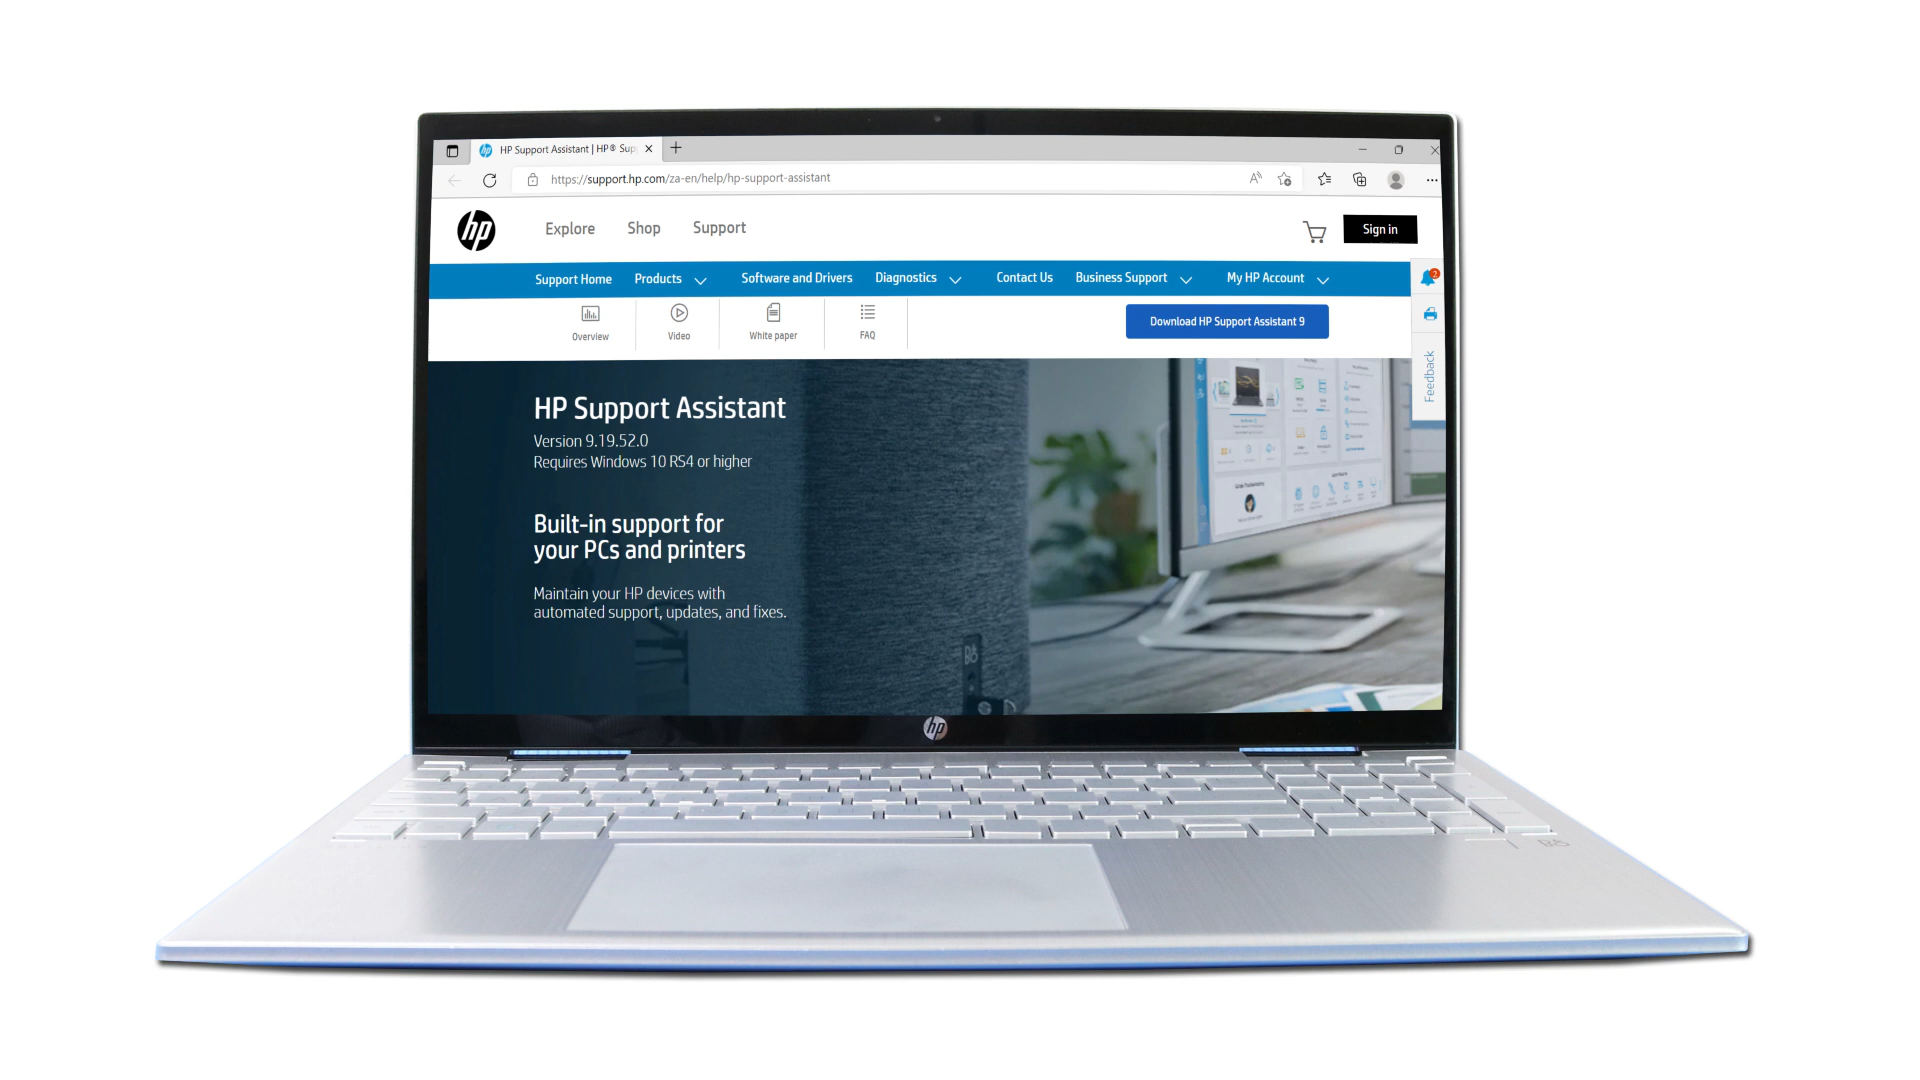 HP Support Assistant | HP® Sup
https://support.hp.com/za-en/help/hp-support-assistant
hp
Explore
Shop
Support
Sign in
Support Home
Products
Software and Drivers
Diagnostics
Contact Us
Business Support
My HP Account
2
Overview
Video
White paper
FAQ
Download HP Support Assistant 9
Feedback
HP Support Assistant
Version 9.19.52.0
Requires Windows 10 RS4 or higher
Built-in support for
your PCs and printers
Maintain your HP devices with
automated support, updates, and fixes.
B&O
hp
B&O